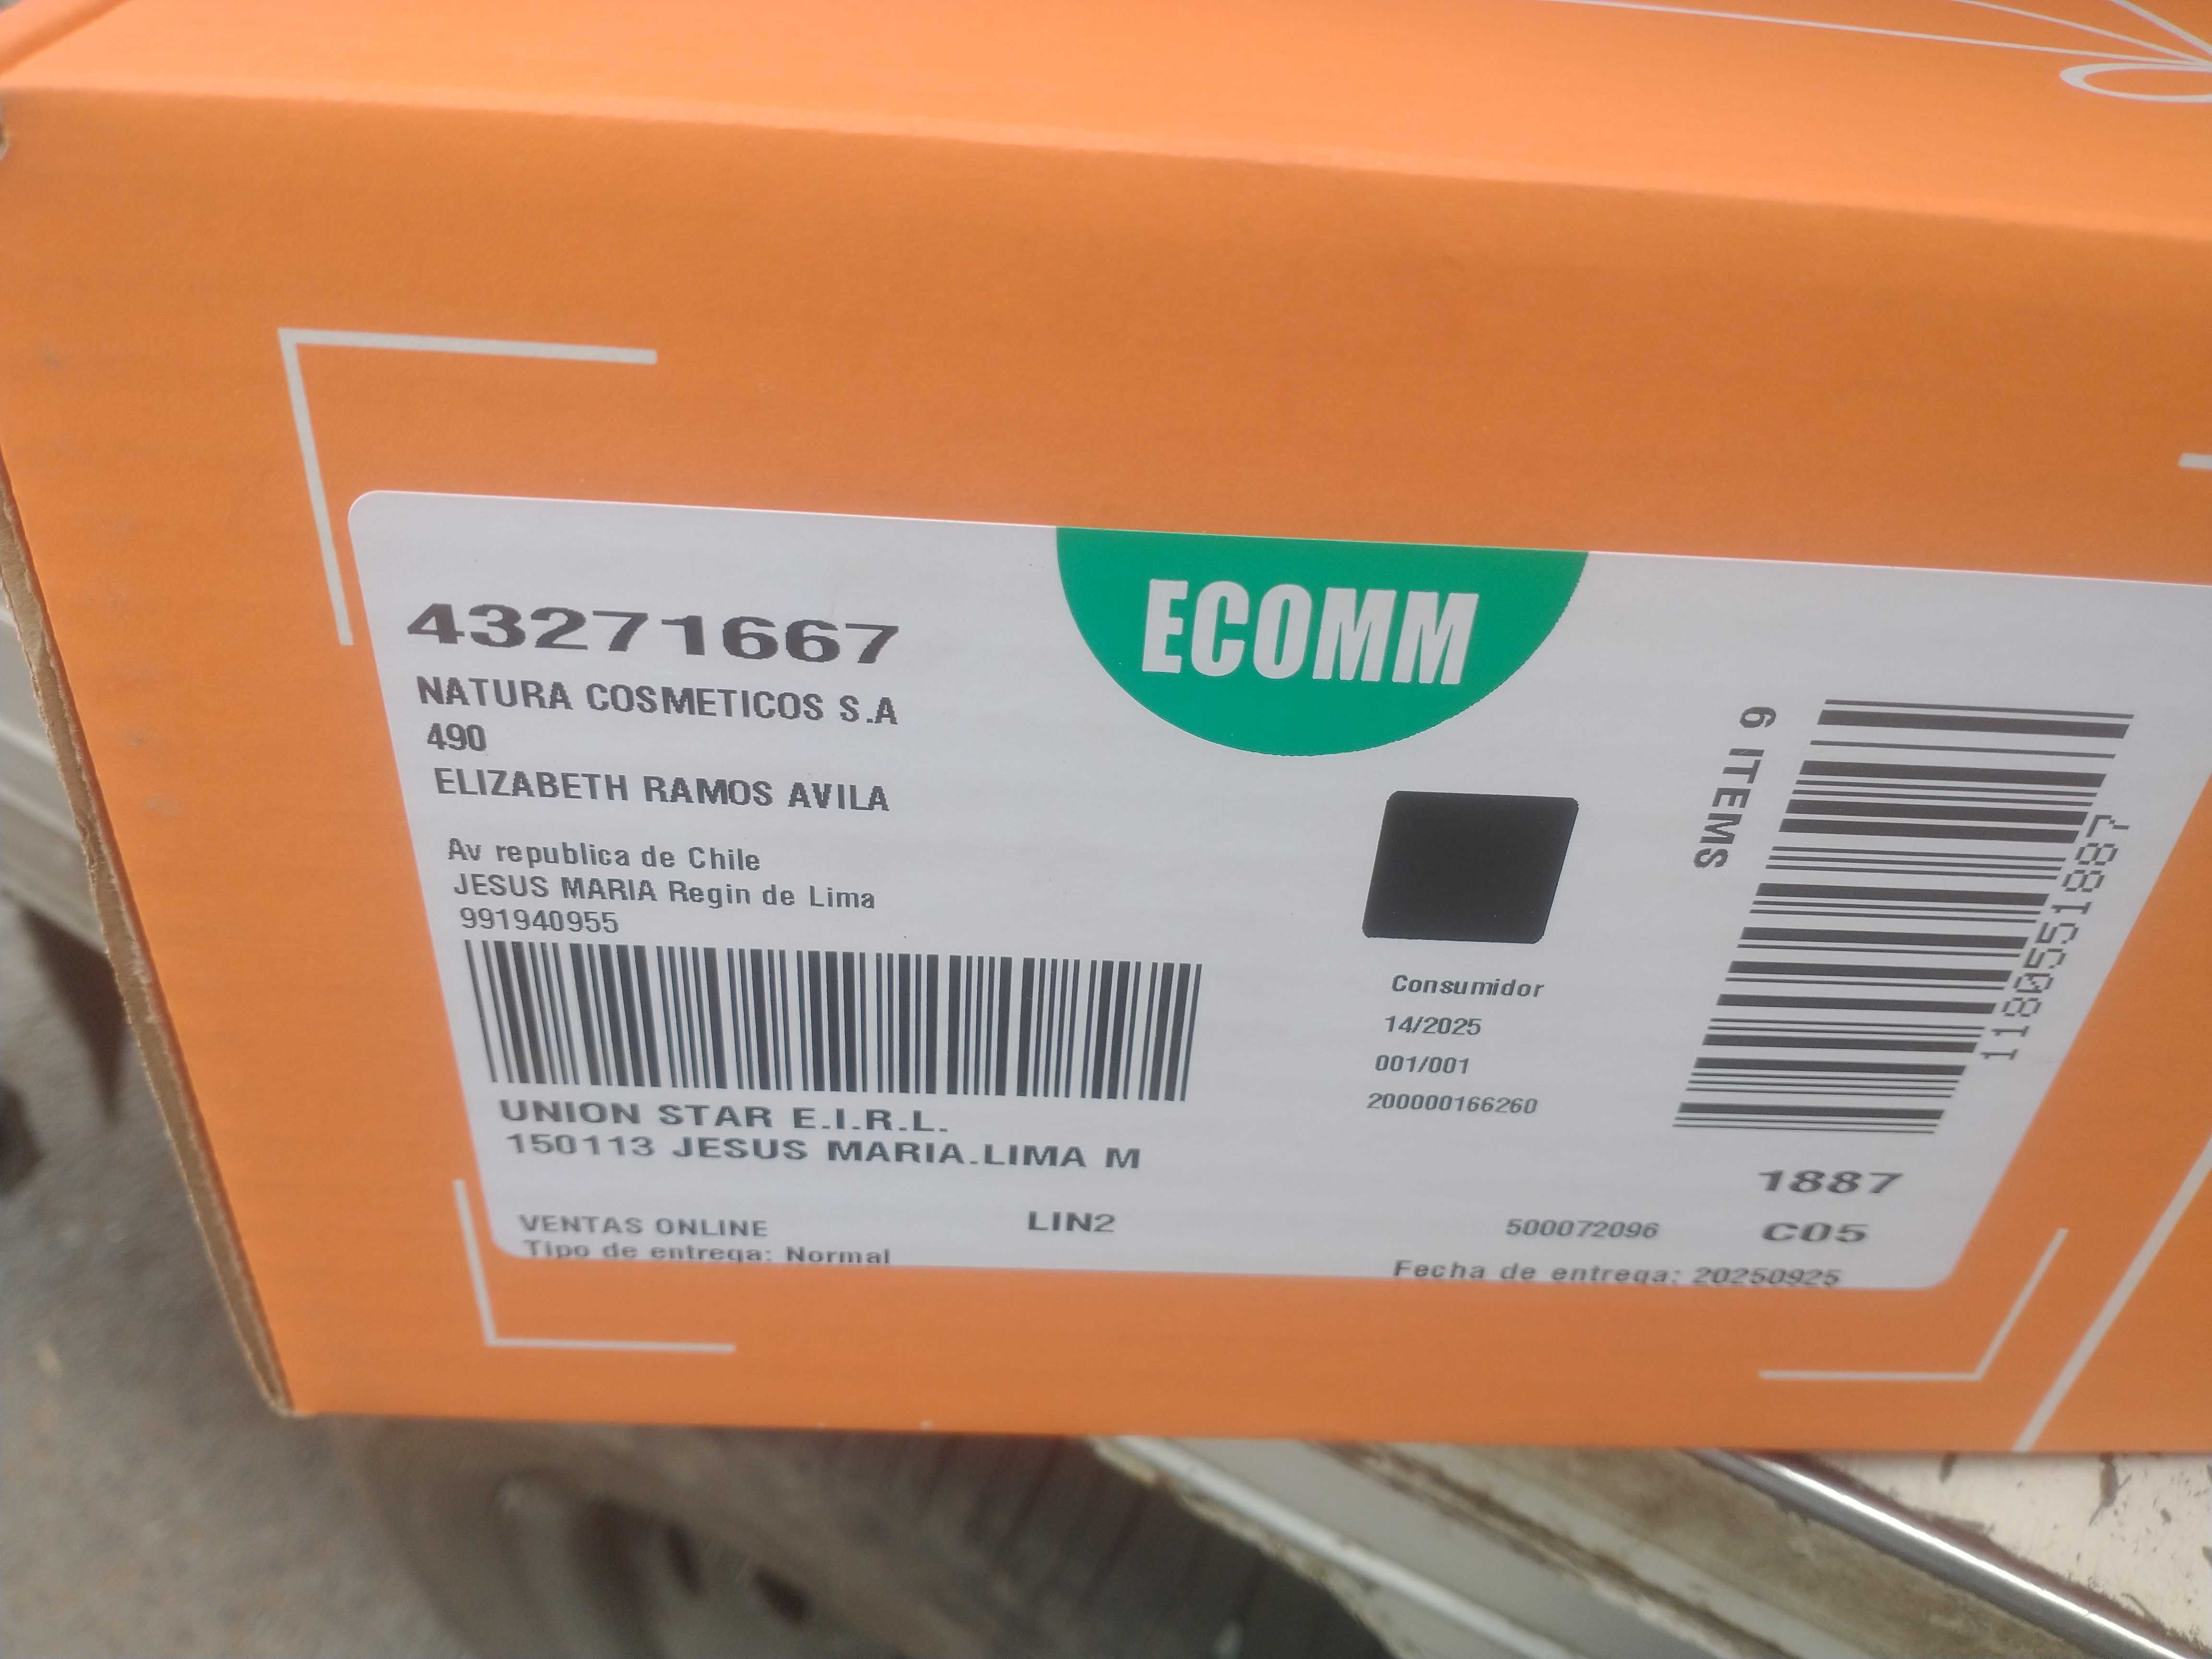 ECOMM
43271667
NATURA COSMETICOS S.A
490
ELIZABETH RAMOS AVILA
Av republica de Chile
JESUS MARIA Regin de Lima
991940955
UNION STAR E.I.R.L.
150113 JESUS MARIA.LIMA M
VENTAS ONLINE
LIN2
Tipo de entrega: Normal
Consumidor
14/2025
001/001
200000166260
6 ITEMS
1180551887
1887
500072096
C05
Fecha de entrega: 20250925